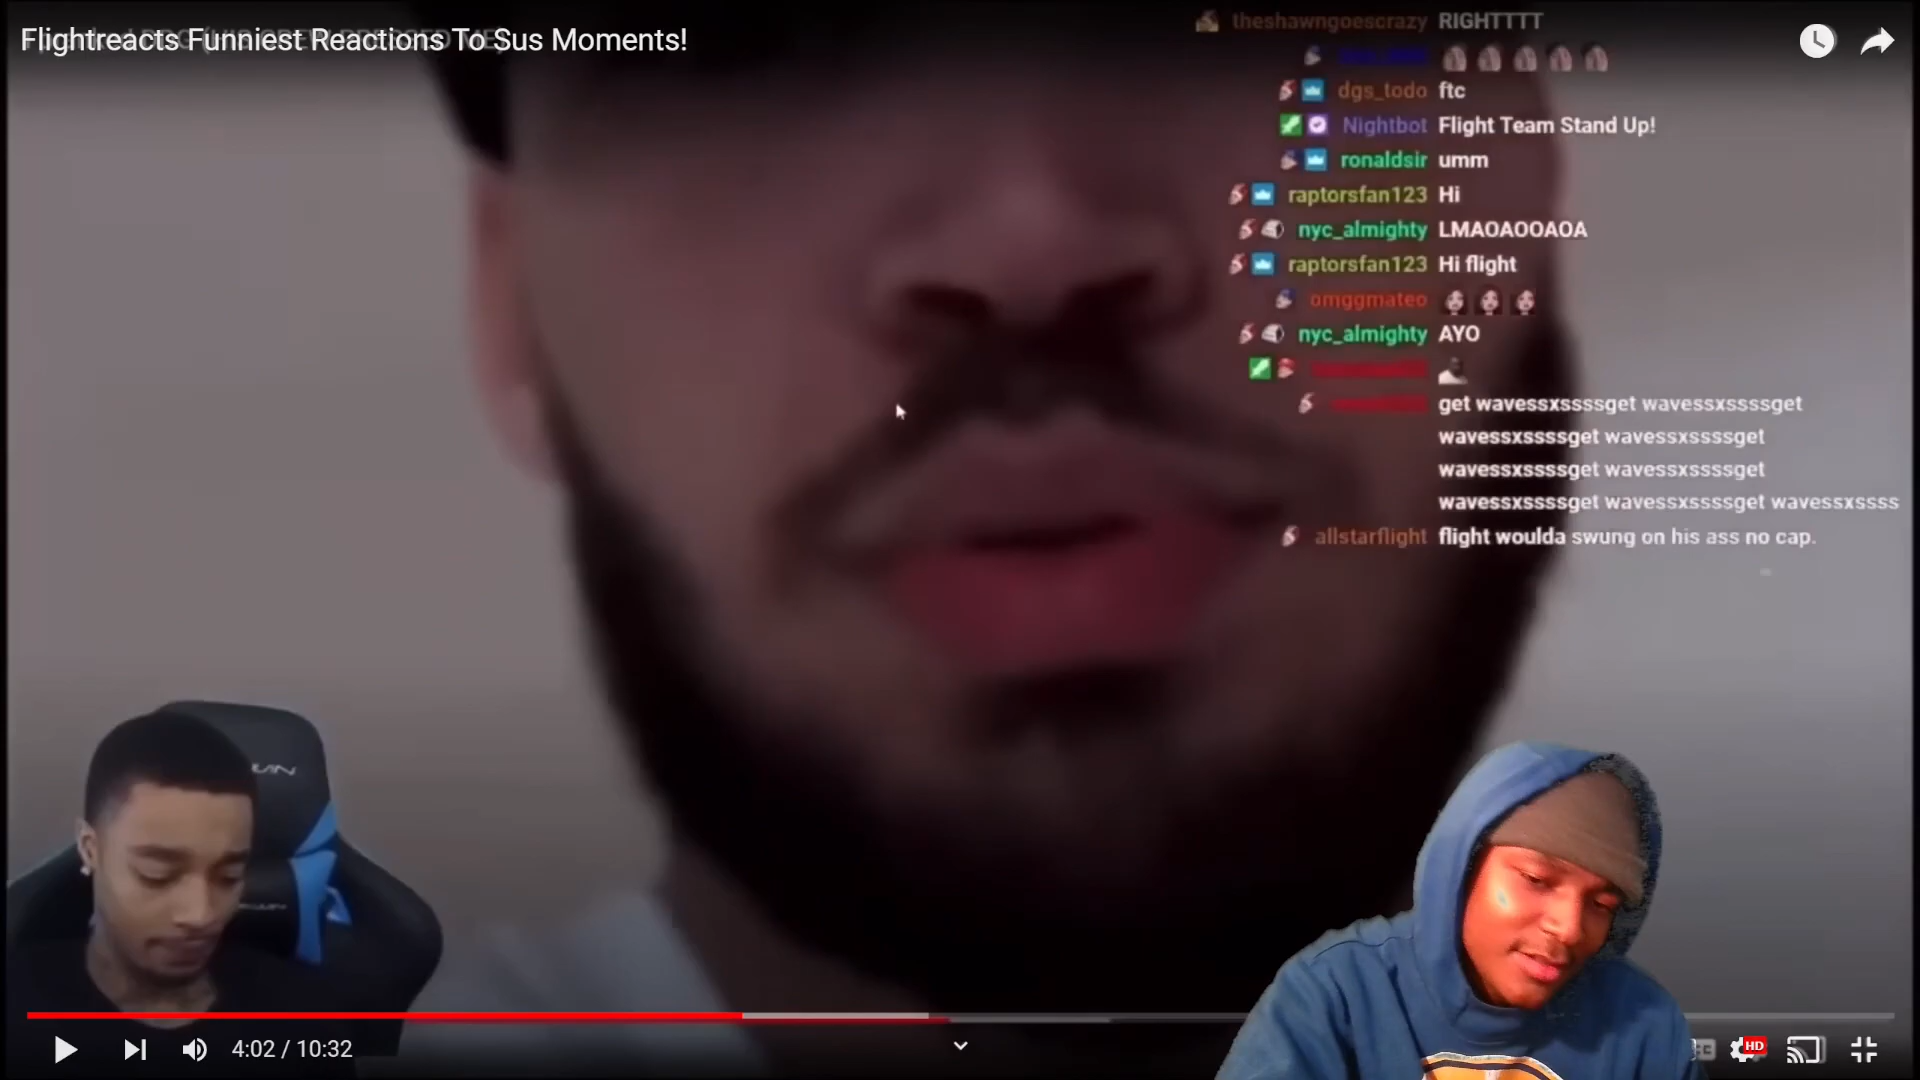 Flightreacts Funniest Reactions To Sus Moments!
theshawngoescrazy RIGHTTTT
dgs_todo ftc
Nightbot Flight Team Stand Up!
ronaldsir umm
raptorsfan123 Hi
nyc_almighty LMAOAOOAOA
raptorsfan123 Hi flight
omggmateo
nyc_almighty AYO
get wavessxssssget wavessxssssget
wavessxssssget wavessxssssget
wavessxssssget wavessxssssget
wavessxssssget wavessxssssget wavessxssss
allstarflight flight woulda swung on his ass no cap.
4:02 / 10:32
CC
HD